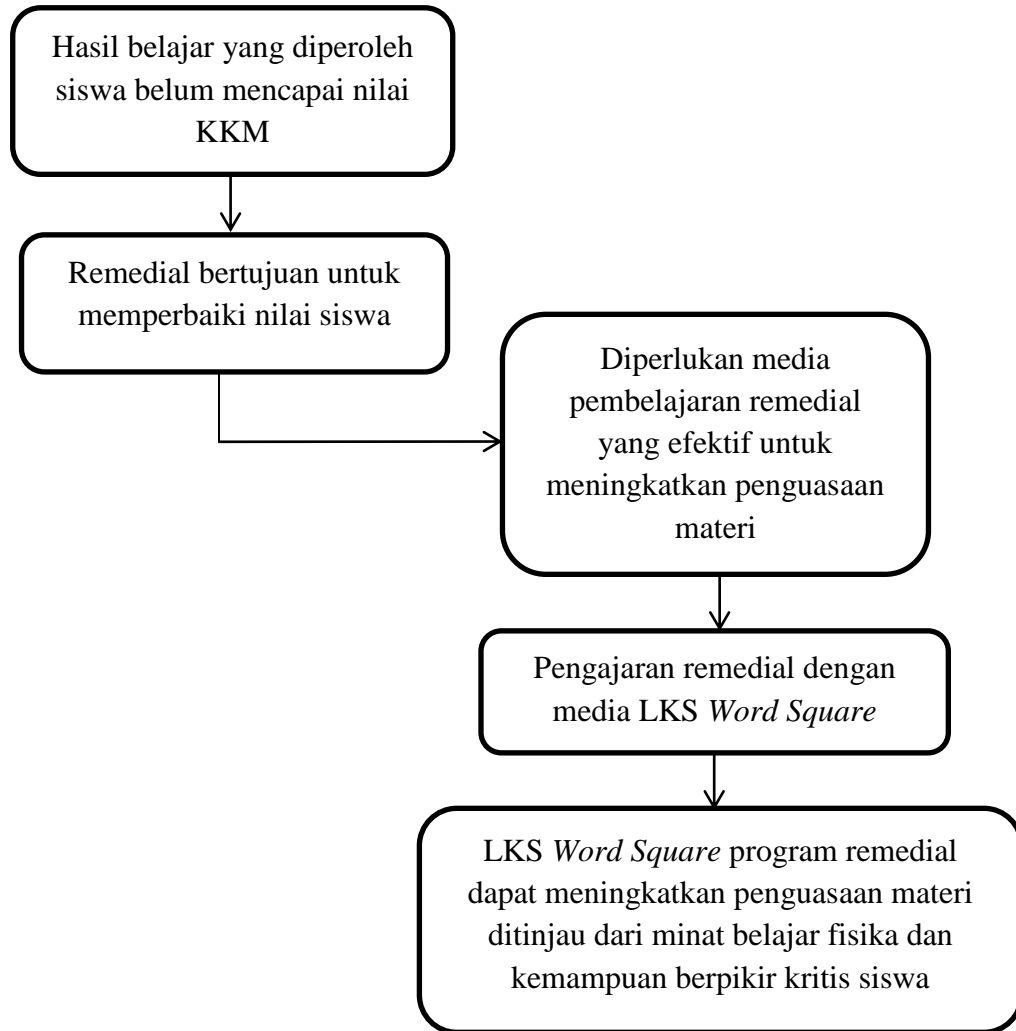 Hasil belajar yang diperoleh
siswa belum mencapai nilai
KKM
Remedial bertujuan untuk
memperbaiki nilai siswa
Diperlukan media
pembelajaran remedial
yang efektif untuk
meningkatkan penguasaan
materi
Pengajaran remedial dengan
media LKS Word Square
LKS Word Square program remedial
dapat meningkatkan penguasaan materi
ditinjau dari minat belajar fisika dan
kemampuan berpikir kritis siswa